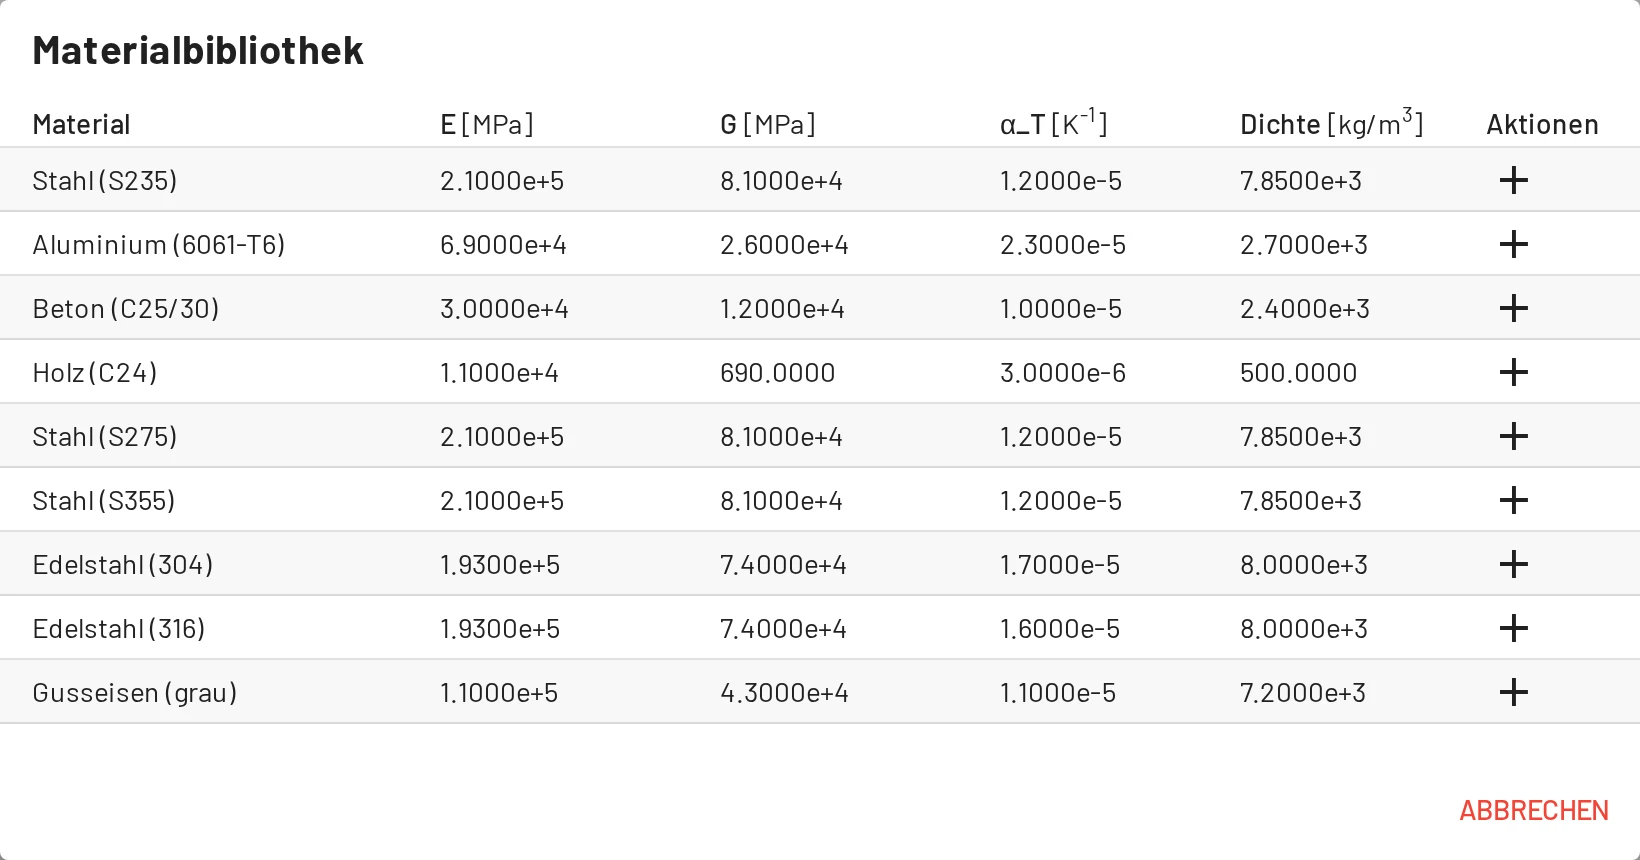 Materialbibliothek
Material E [MPa] G [MPa] α_T [K⁻¹] Dichte [kg/m³] Aktionen
Stahl (S235) 2.1000e+5 8.1000e+4 1.2000e-5 7.8500e+3 +
Aluminium (6061-T6) 6.9000e+4 2.6000e+4 2.3000e-5 2.7000e+3 +
Beton (C25/30) 3.0000e+4 1.2000e+4 1.0000e-5 2.4000e+3 +
Holz (C24) 1.1000e+4 690.0000 3.0000e-6 500.0000 +
Stahl (S275) 2.1000e+5 8.1000e+4 1.2000e-5 7.8500e+3 +
Stahl (S355) 2.1000e+5 8.1000e+4 1.2000e-5 7.8500e+3 +
Edelstahl (304) 1.9300e+5 7.4000e+4 1.7000e-5 8.0000e+3 +
Edelstahl (316) 1.9300e+5 7.4000e+4 1.6000e-5 8.0000e+3 +
Gusseisen (grau) 1.1000e+5 4.3000e+4 1.1000e-5 7.2000e+3 +
ABBRECHEN